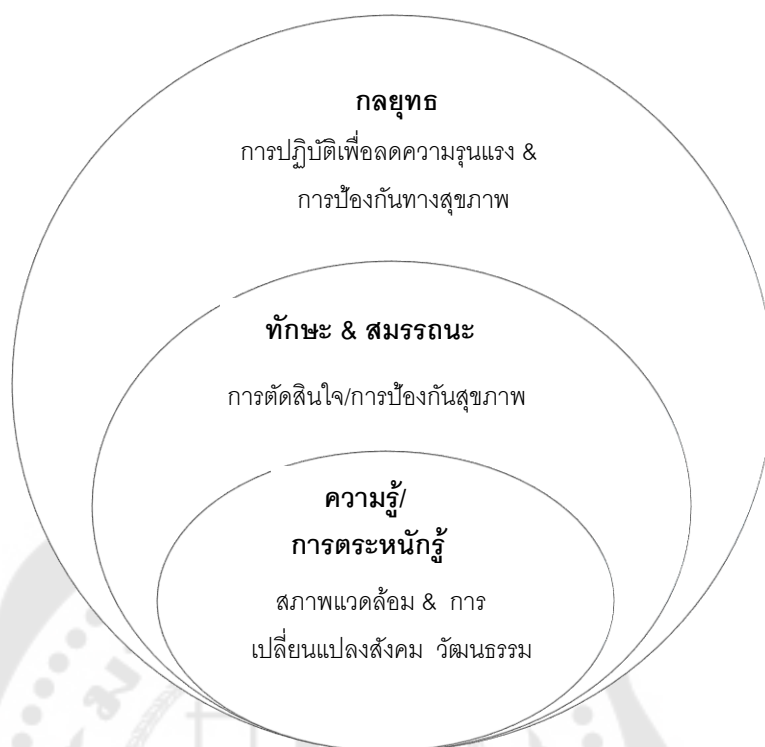 กลยุทธ
การปฏิบัติเพื่อลดความรุนแรง &
การป้องกันทางสุขภาพ
ทักษะ & สมรรถนะ
การตัดสินใจ/การป้องกันสุขภาพ
ความรู้/
การตระหนักรู้
สภาพแวดล้อม & การ
เปลี่ยนแปลงสังคม วัฒนธรรม